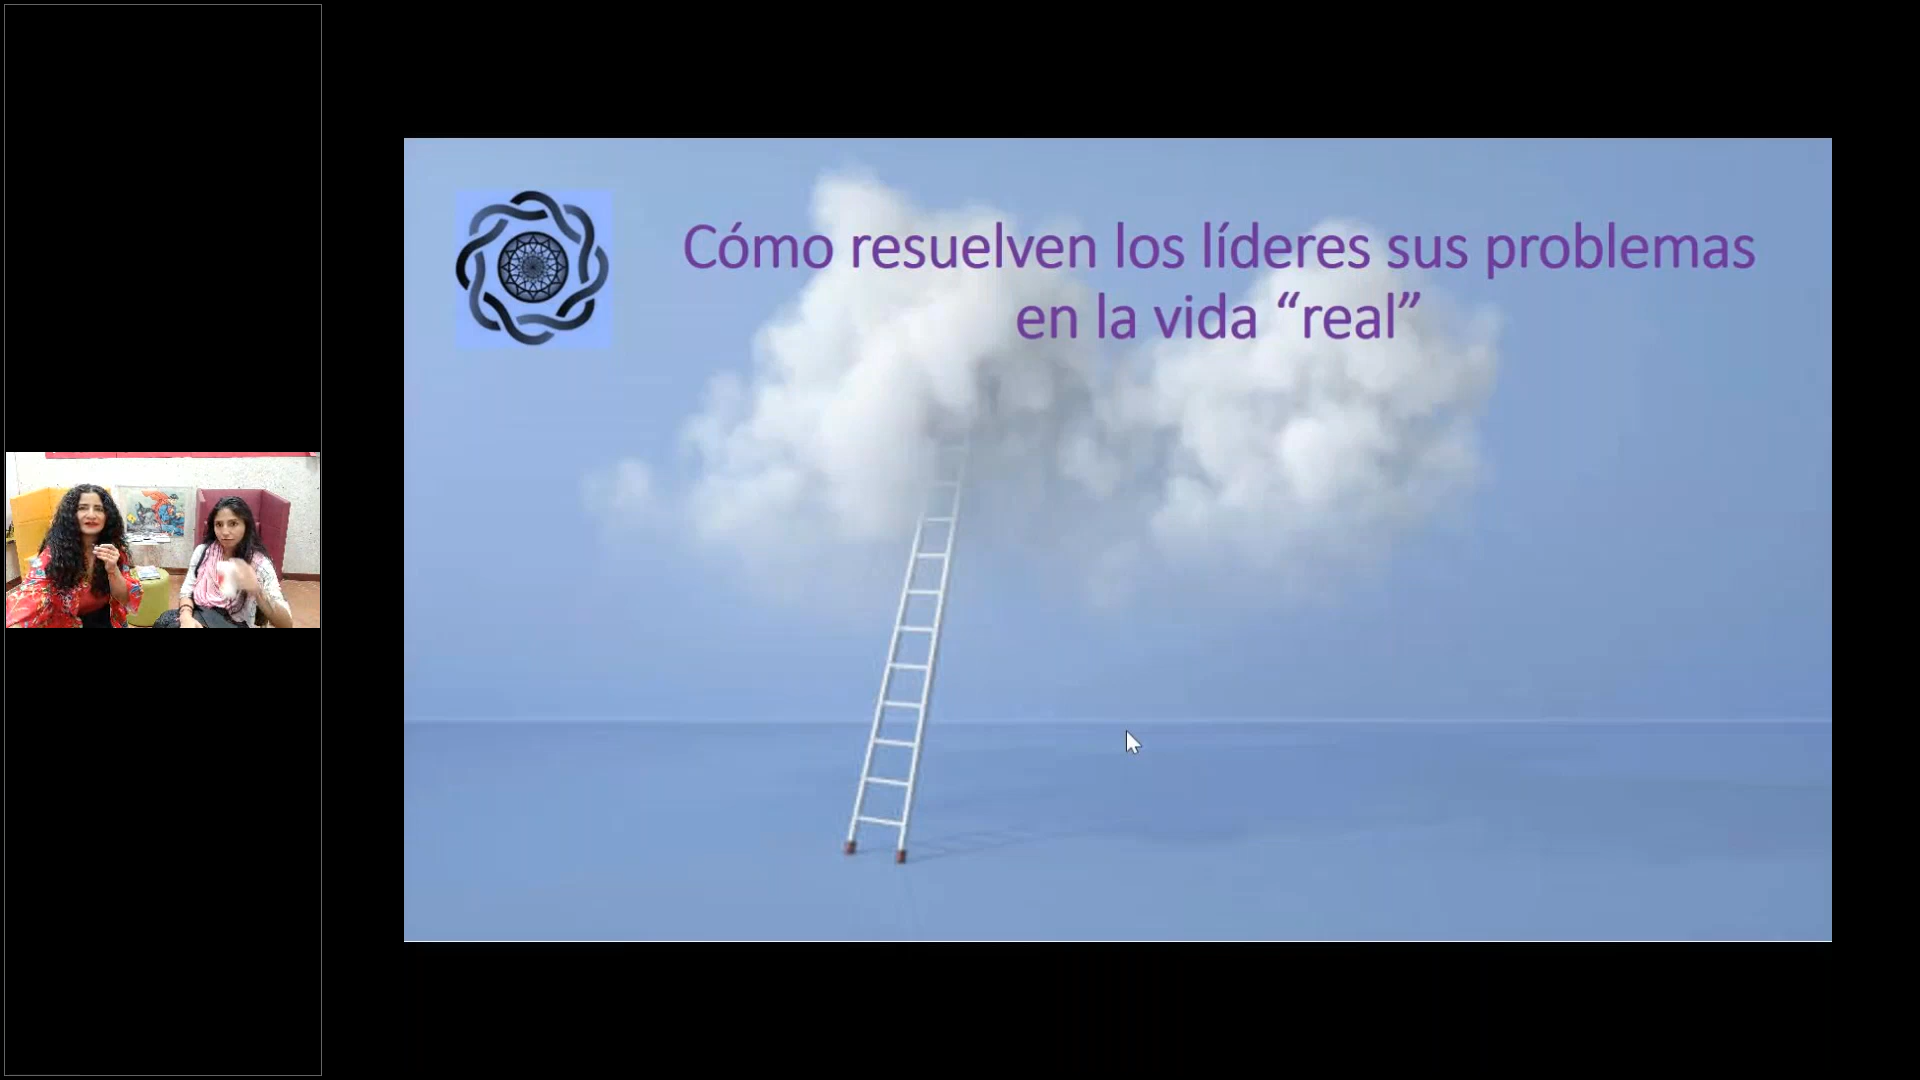 Cómo resuelven los líderes sus problemas
en la vida “real”